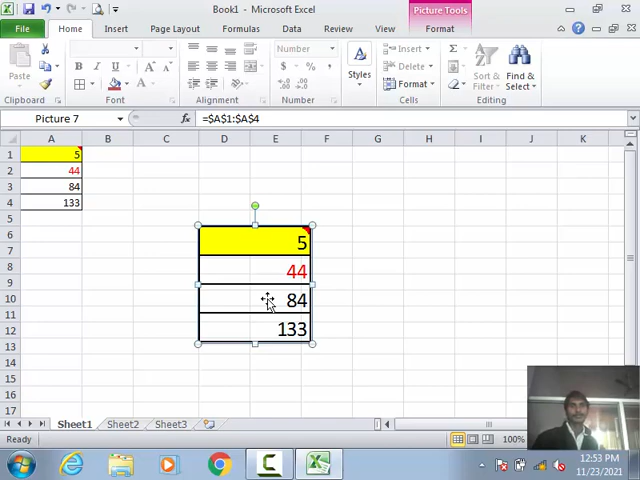 Book1 - Microsoft Excel
Picture Tools
File Home Insert Page Layout Formulas Data Review View Format
Paste
Clipboard
B I U A A
Font
Alignment
Number
$ % ,
Number
Styles
Insert
Delete
Format
Cells
Σ
Sort & Filter
Find & Select
Editing
Picture 7 fx =$A$1:$A$4
A B C D E F G H I J K
1 5
2 44
3 84
4 133
5
6 5
7
8 44
9
10 84
11
12 133
13
14
15
16
17
Sheet1 Sheet2 Sheet3
Ready 100%
12:53 PM
11/23/2021